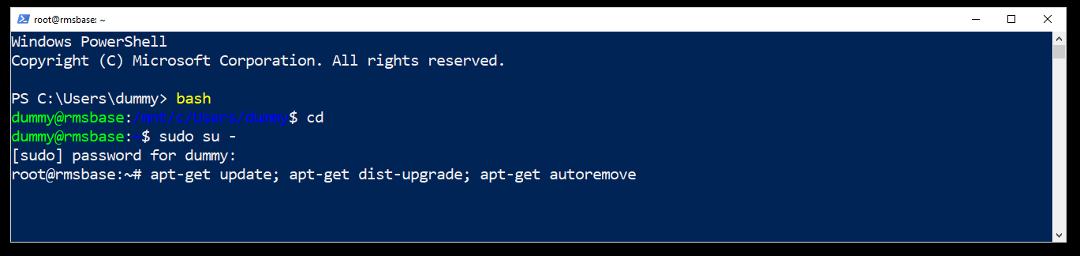 root@rmsbase: ~
Windows PowerShell
Copyright (C) Microsoft Corporation. All rights reserved.
PS C:\Users\dummy> bash
dummy@rmsbase:/mnt/c/Users/dummy$ cd
dummy@rmsbase:~$ sudo su -
[sudo] password for dummy:
root@rmsbase:~# apt-get update; apt-get dist-upgrade; apt-get autoremove